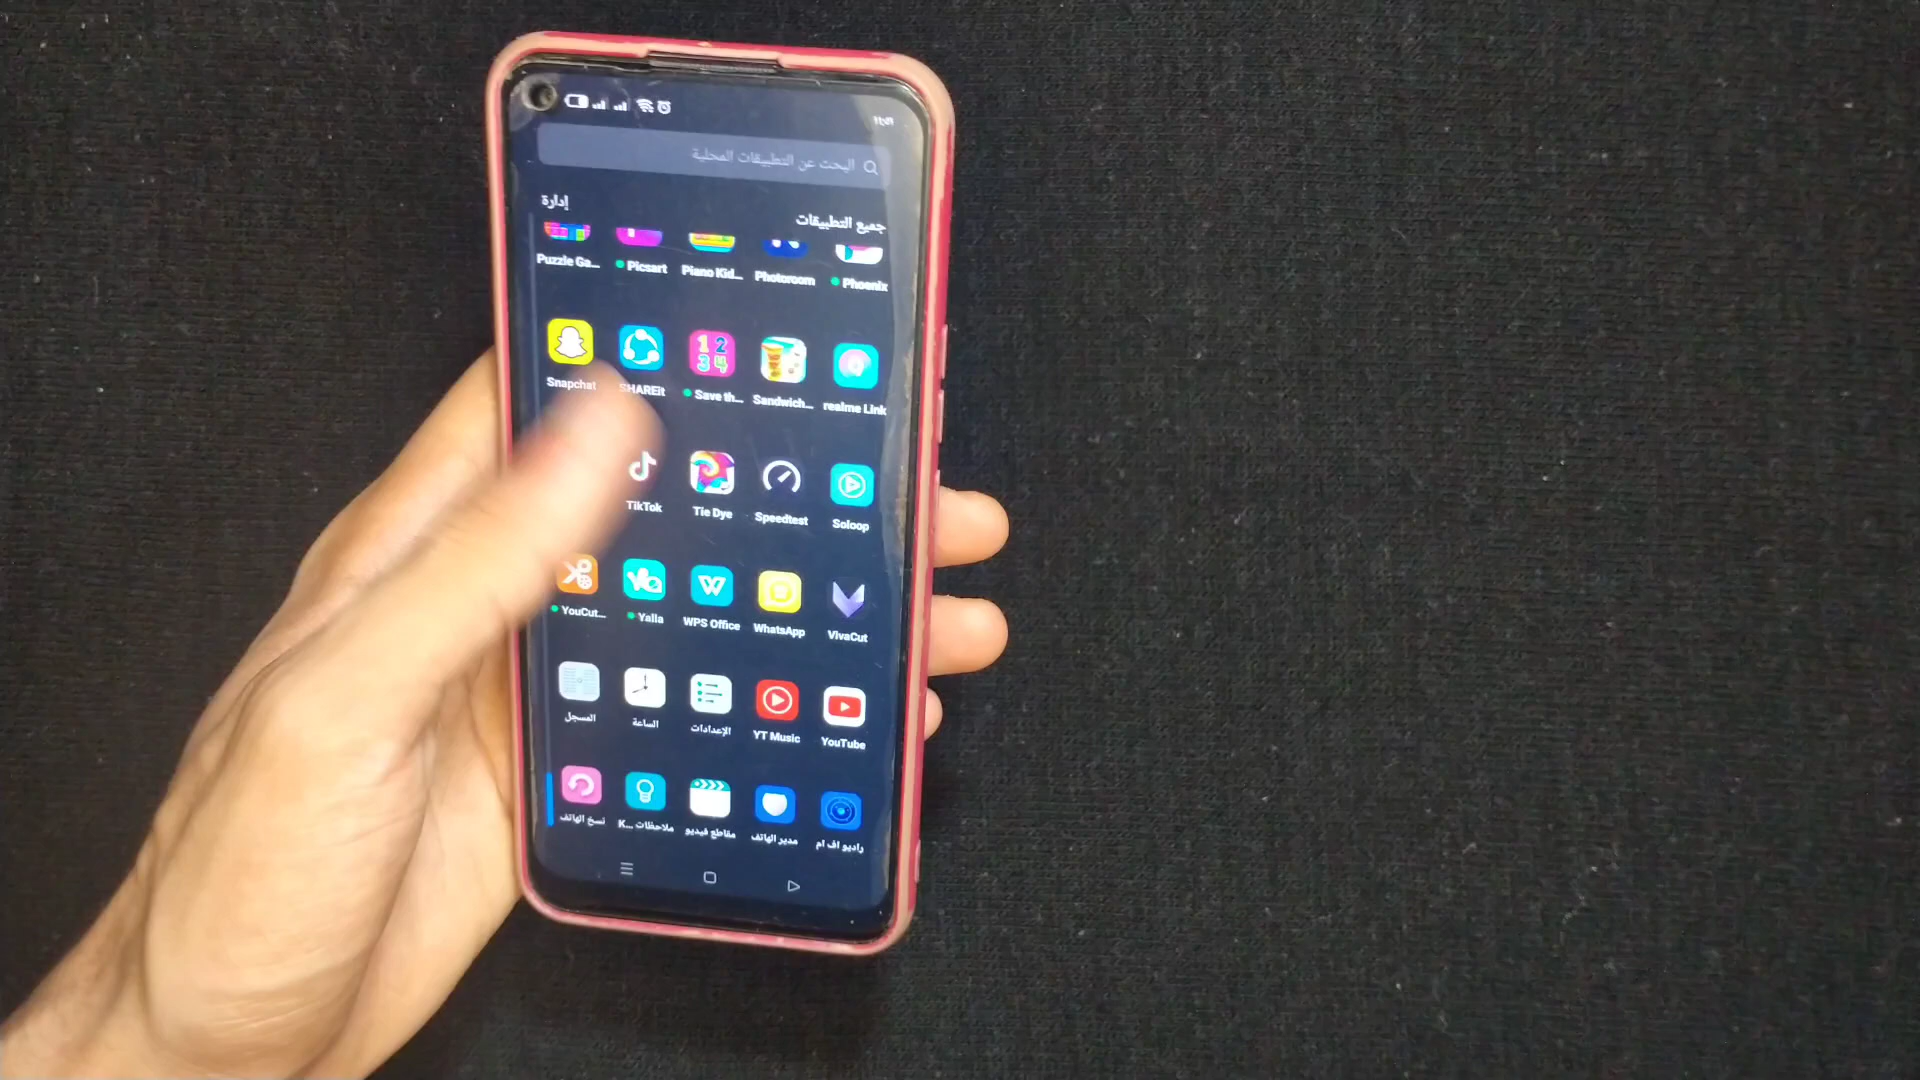 ١١:٥٦
البحث عن التطبيقات المحلية
إدارة
جميع التطبيقات
Puzzle Ga... Picsart Piano Kid... Photoroom Phoenix
Snapchat SHAREit Save th... Sandwich... realme Link
TikTok Tie Dye Speedtest Soloop
YouCut... Yalla WPS Office WhatsApp VivaCut
المسجل الساعة الإعدادات YT Music YouTube
نسخ الهاتف ملاحظات K... مقاطع فيديو مدير الهاتف راديو اف ام